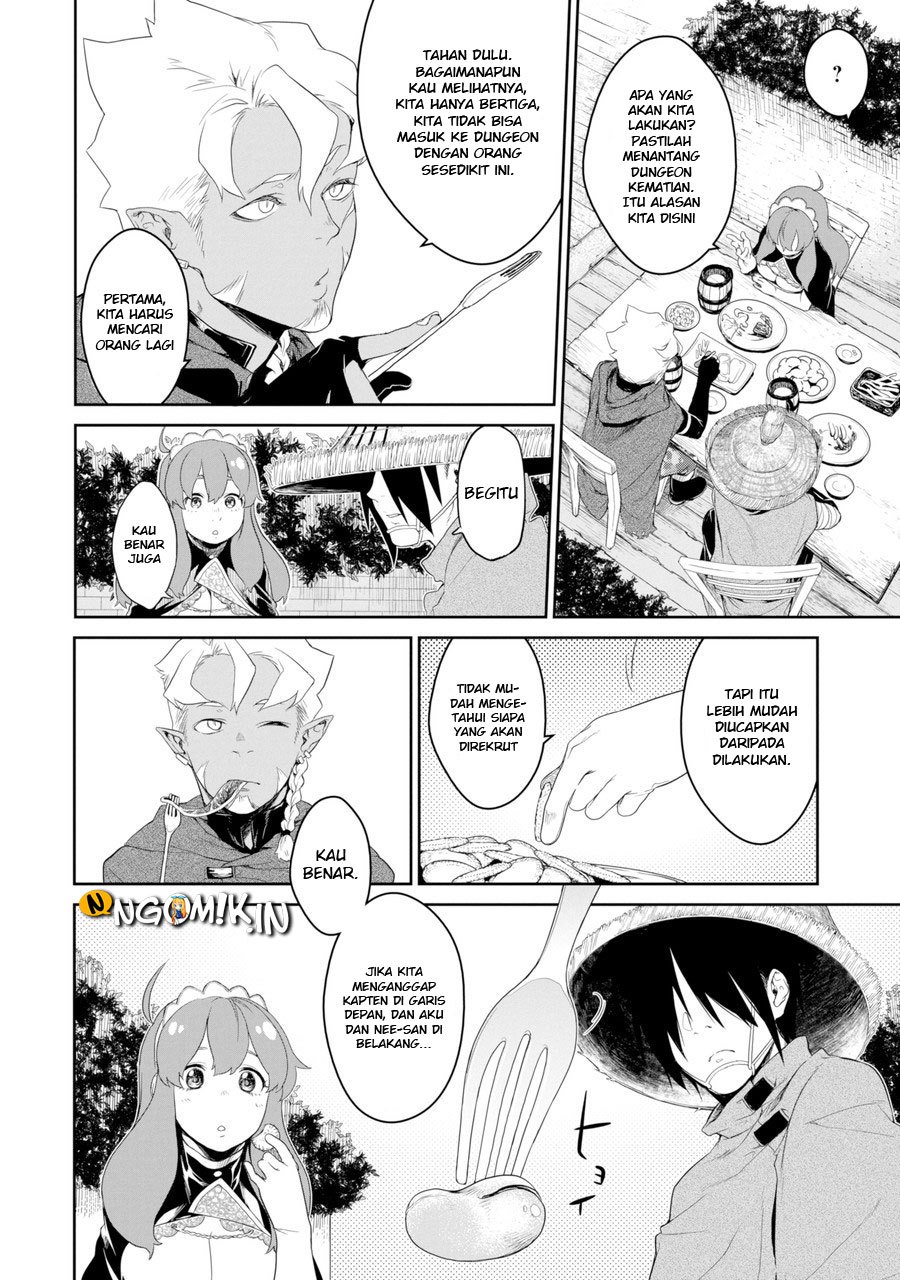 ?
APA YANG
AKAN KITA
LAKUKAN?
PASTILAH
MENANTANG
DUNGEON
KEMATIAN.
ITU ALASAN
KITA DISINI
TAHAN DULU.
BAGAIMANAPUN
KAU MELIHATNYA,
KITA HANYA BERTIGA,
KITA TIDAK BISA
MASUK KE DUNGEON
DENGAN ORANG
SESEDIKIT INI.
PERTAMA,
KITA HARUS
MENCARI
ORANG LAGI
BEGITU
KAU
BENAR
JUGA
TAPI ITU
LEBIH MUDAH
DIUCAPKAN
DARIPADA
DILAKUKAN.
TIDAK MU-
DAH MENGE-
TAHUI SIAPA
YANG AKAN
DIREKRUT
KAU
BENAR.
JIKA KITA
MENGANGGAP
KAPTEN DI GARIS
DEPAN, DAN AKU
DAN NEE-SAN DI
BELAKANG...
ヒョイ
N NGOM!KIN